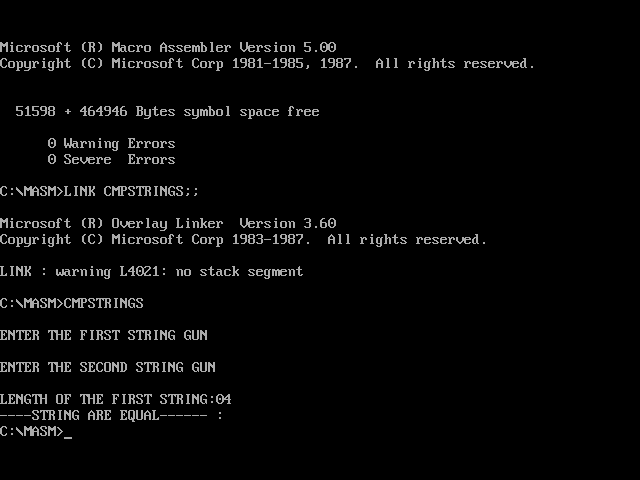 Microsoft (R) Macro Assembler Version 5.00
Copyright (C) Microsoft Corp 1981-1985, 1987.  All rights reserved.
51598 + 464946 Bytes symbol space free
0 Warning Errors
0 Severe  Errors
C:\MASM>LINK CMPSTRINGS;;
Microsoft (R) Overlay Linker  Version 3.60
Copyright (C) Microsoft Corp 1983-1987.  All rights reserved.
LINK : warning L4021: no stack segment
C:\MASM>CMPSTRINGS
ENTER THE FIRST STRING GUN
ENTER THE SECOND STRING GUN
LENGTH OF THE FIRST STRING:04
----STRING ARE EQUAL------ :
C:\MASM>_